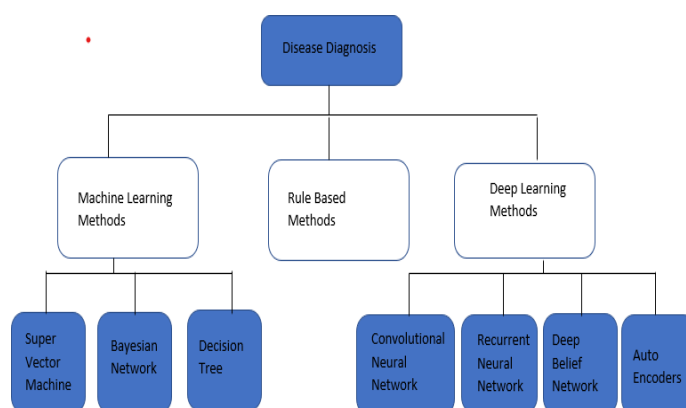 Disease Diagnosis
Machine Learning
Methods
Rule Based
Methods
Deep Learning
Methods
Super
Vector
Machine
Bayesian
Network
Decision
Tree
Convolutional
Neural
Network
Recurrent
Neural
Network
Deep
Belief
Network
Auto
Encoders